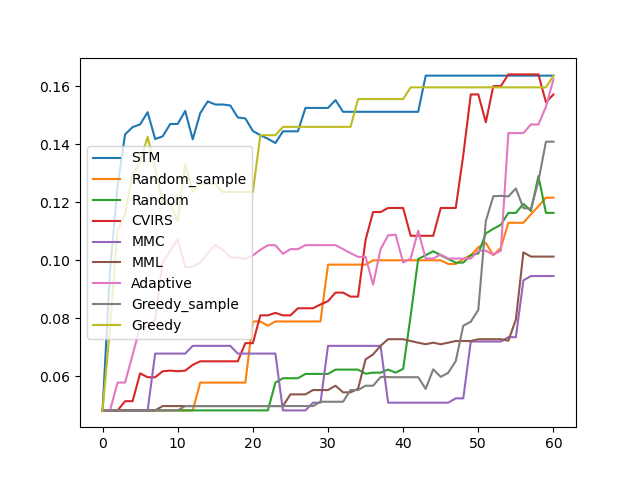 0.16
0.14
0.12
0.10
0.08
0.06
STM
Random_sample
Random
CVIRS
MMC
MML
Adaptive
Greedy_sample
Greedy
0 10 20 30 40 50 60